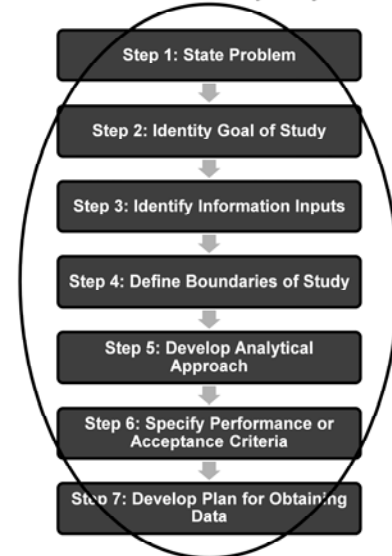 Step 1: State Problem
Step 2: Identity Goal of Study
Step 3: Identify Information Inputs
Step 4: Define Boundaries of Study
Step 5: Develop Analytical
Approach
Step 6: Specify Performance or
Acceptance Criteria
Step 7: Develop Plan for Obtaining
Data